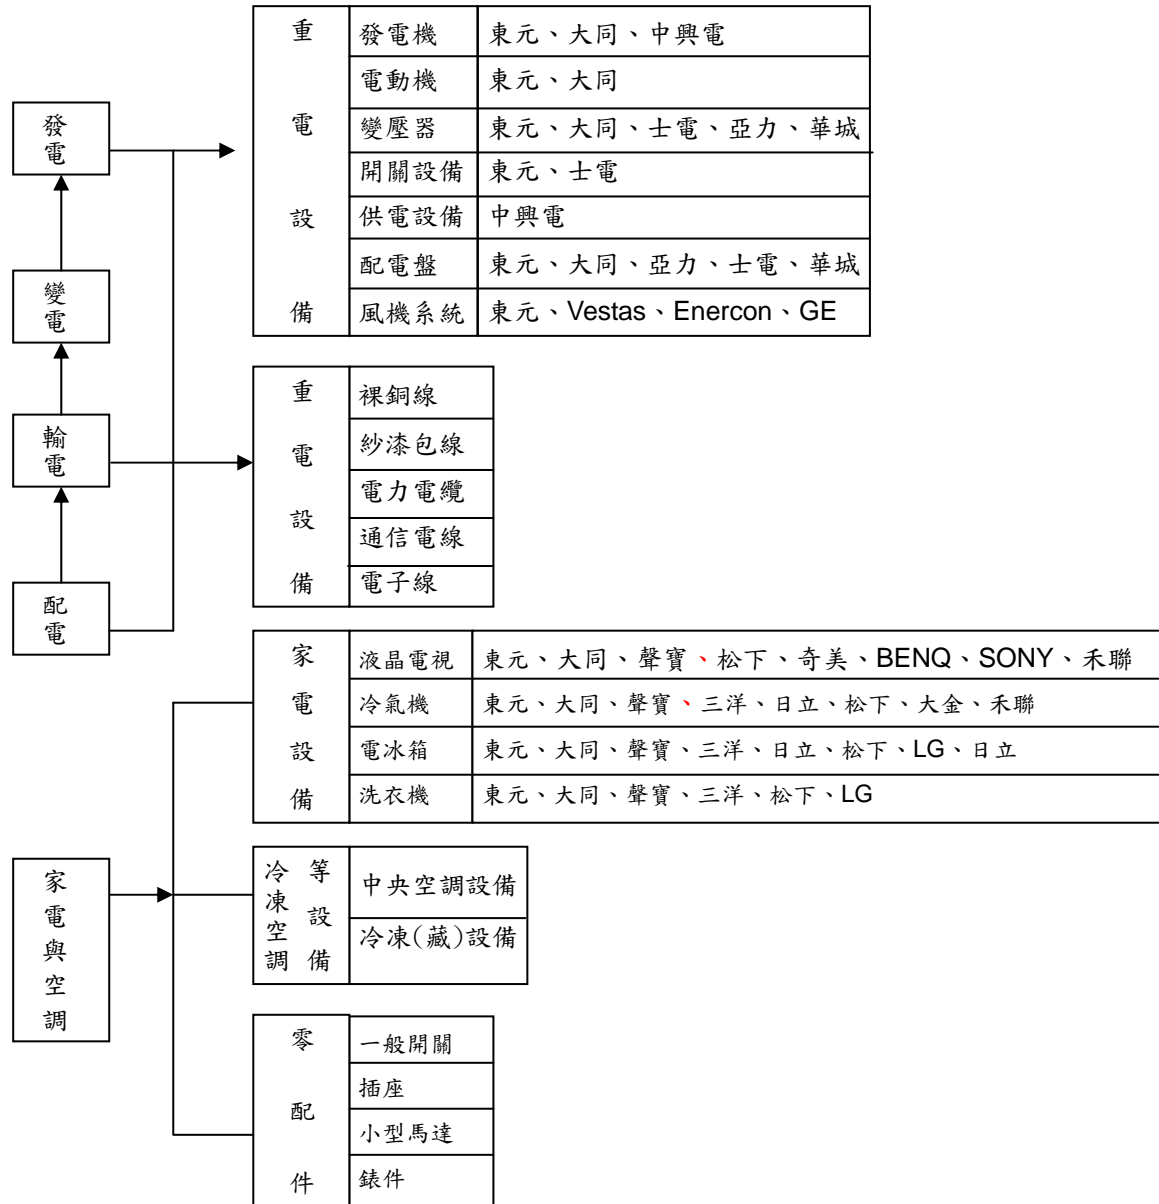 發電
變電
輸電
配電
重電設備
發電機 東元、大同、中興電
電動機 東元、大同
變壓器 東元、大同、士電、亞力、華城
開關設備 東元、士電
供電設備 中興電
配電盤 東元、大同、亞力、士電、華城
風機系統 東元、Vestas、Enercon、GE
重電設備
裸銅線
紗漆包線
電力電纜
通信電線
電子線
家電與空調
家電設備
液晶電視 東元、大同、聲寶、松下、奇美、BENQ、SONY、禾聯
冷氣機 東元、大同、聲寶、三洋、日立、松下、大金、禾聯
電冰箱 東元、大同、聲寶、三洋、日立、松下、LG、日立
洗衣機 東元、大同、聲寶、三洋、松下、LG
冷凍空調等設備
中央空調設備
冷凍(藏)設備
零配件
一般開關
插座
小型馬達
錶件